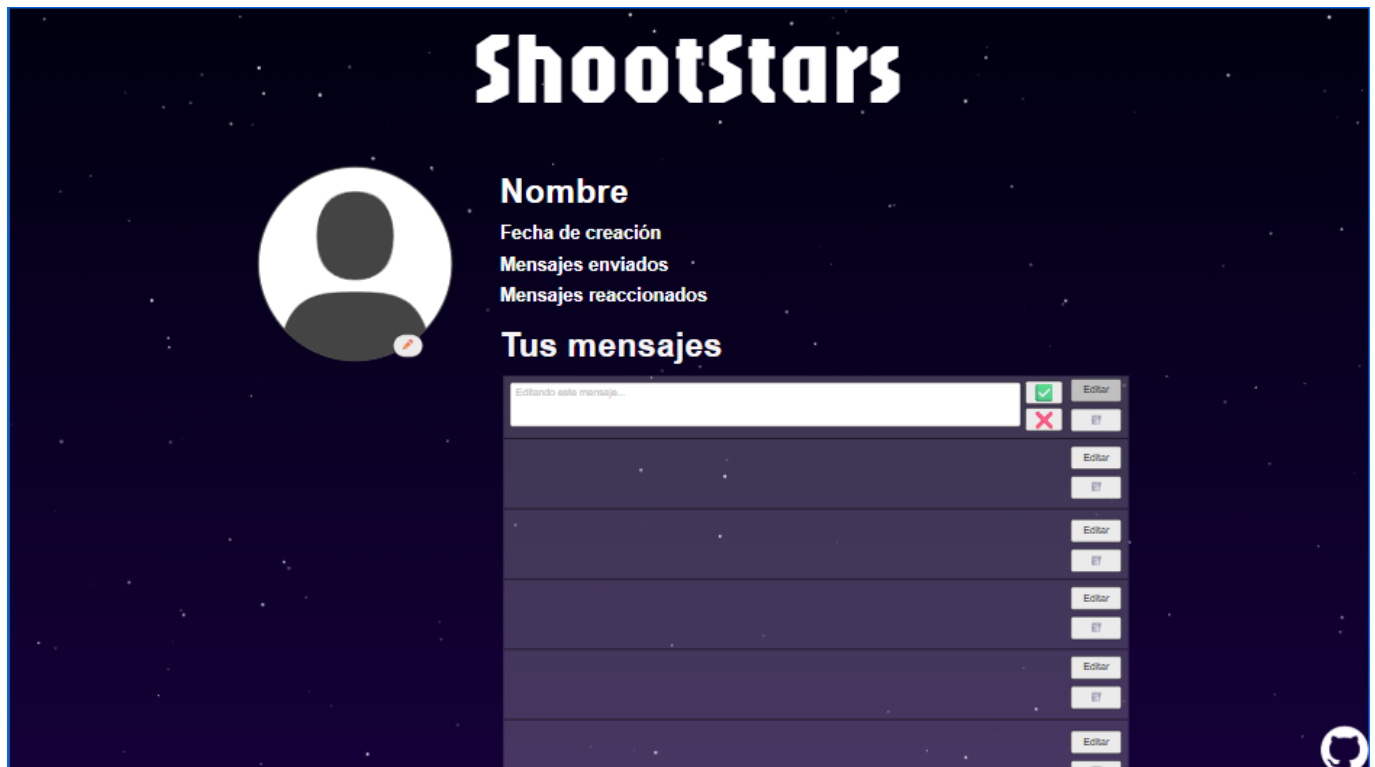 ShootStars
Nombre
Fecha de creación
Mensajes enviados
Mensajes reaccionados
Tus mensajes
Editando este mensaje...
Editar
Editar
Editar
Editar
Editar
Editar